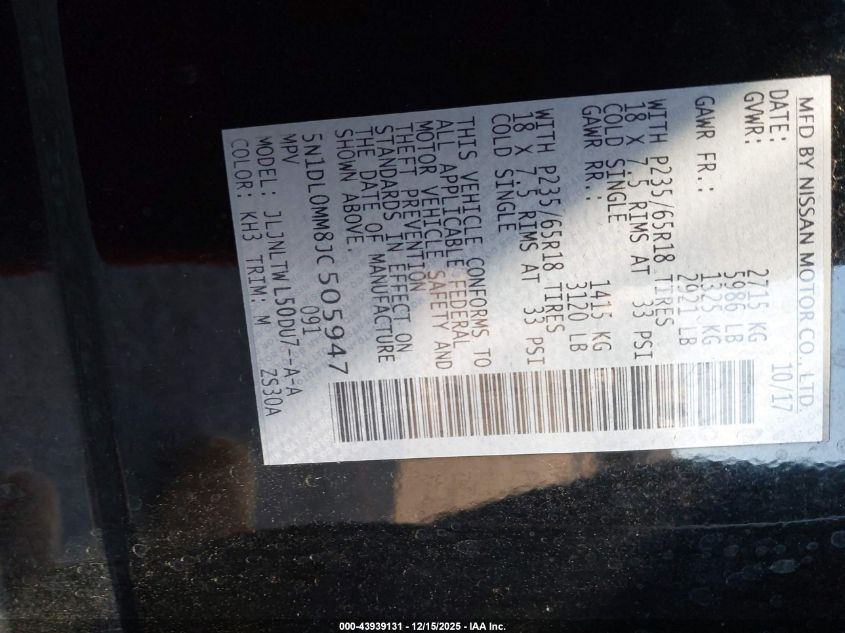 MFD BY NISSAN MOTOR CO., LTD.
DATE: 10/17
GVWR: 2715 KG
5986 LB
GAWR FR.: 1325 KG
2921 LB
WITH P235/65R18 TIRES
18 X 7.5 RIMS AT 33 PSI
COLD SINGLE
GAWR RR.: 1415 KG
3120 LB
WITH P235/65R18 TIRES
18 X 7.5 RIMS AT 33 PSI
COLD SINGLE
THIS VEHICLE CONFORMS TO
ALL APPLICABLE FEDERAL
MOTOR VEHICLE SAFETY AND
THEFT PREVENTION
STANDARDS IN EFFECT ON
THE DATE OF MANUFACTURE
SHOWN ABOVE.
5N1DL0MM8JC505947
MPV 091
MODEL: JLJNLTWL50DU7--A-A
COLOR: KH3 TRIM: M ZS30A
000-43939131 - 12/15/2025 - IAA Inc.